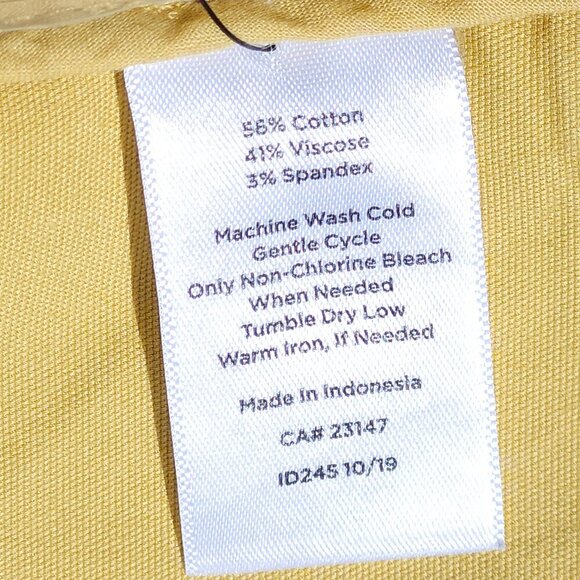 56% Cotton
41% Viscose
3% Spandex
Machine Wash Cold
Gentle Cycle
Only Non-Chlorine Bleach
When Needed
Tumble Dry Low
Warm Iron, If Needed
Made in Indonesia
CA# 23147
ID245 10/19